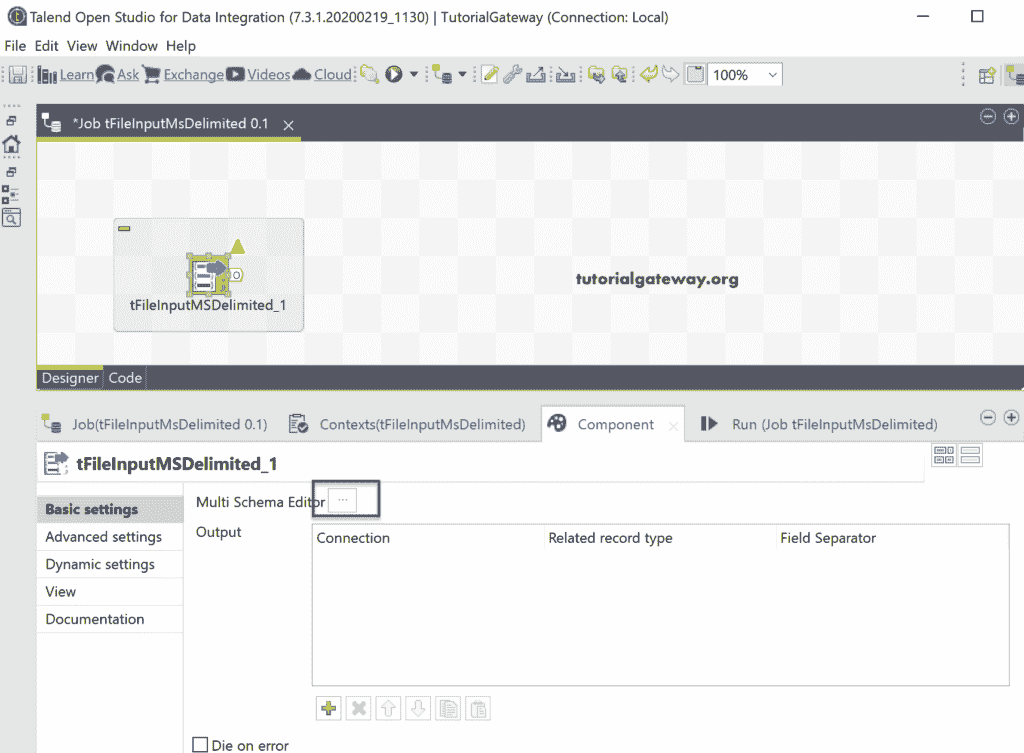 Talend Open Studio for Data Integration (7.3.1.20200219_1130) | TutorialGateway (Connection: Local)
File Edit View Window Help
Learn Ask Exchange Videos Cloud 100%
*Job tFileInputMsDelimited 0.1
tutorialgateway.org
tFileInputMSDelimited_1
Designer Code
Job(tFileInputMsDelimited 0.1) Contexts(tFileInputMsDelimited) Component Run (Job tFileInputMsDelimited)
tFileInputMSDelimited_1
Basic settings
Multi Schema Editor ...
Output
Connection Related record type Field Separator
Advanced settings
Dynamic settings
View
Documentation
Die on error